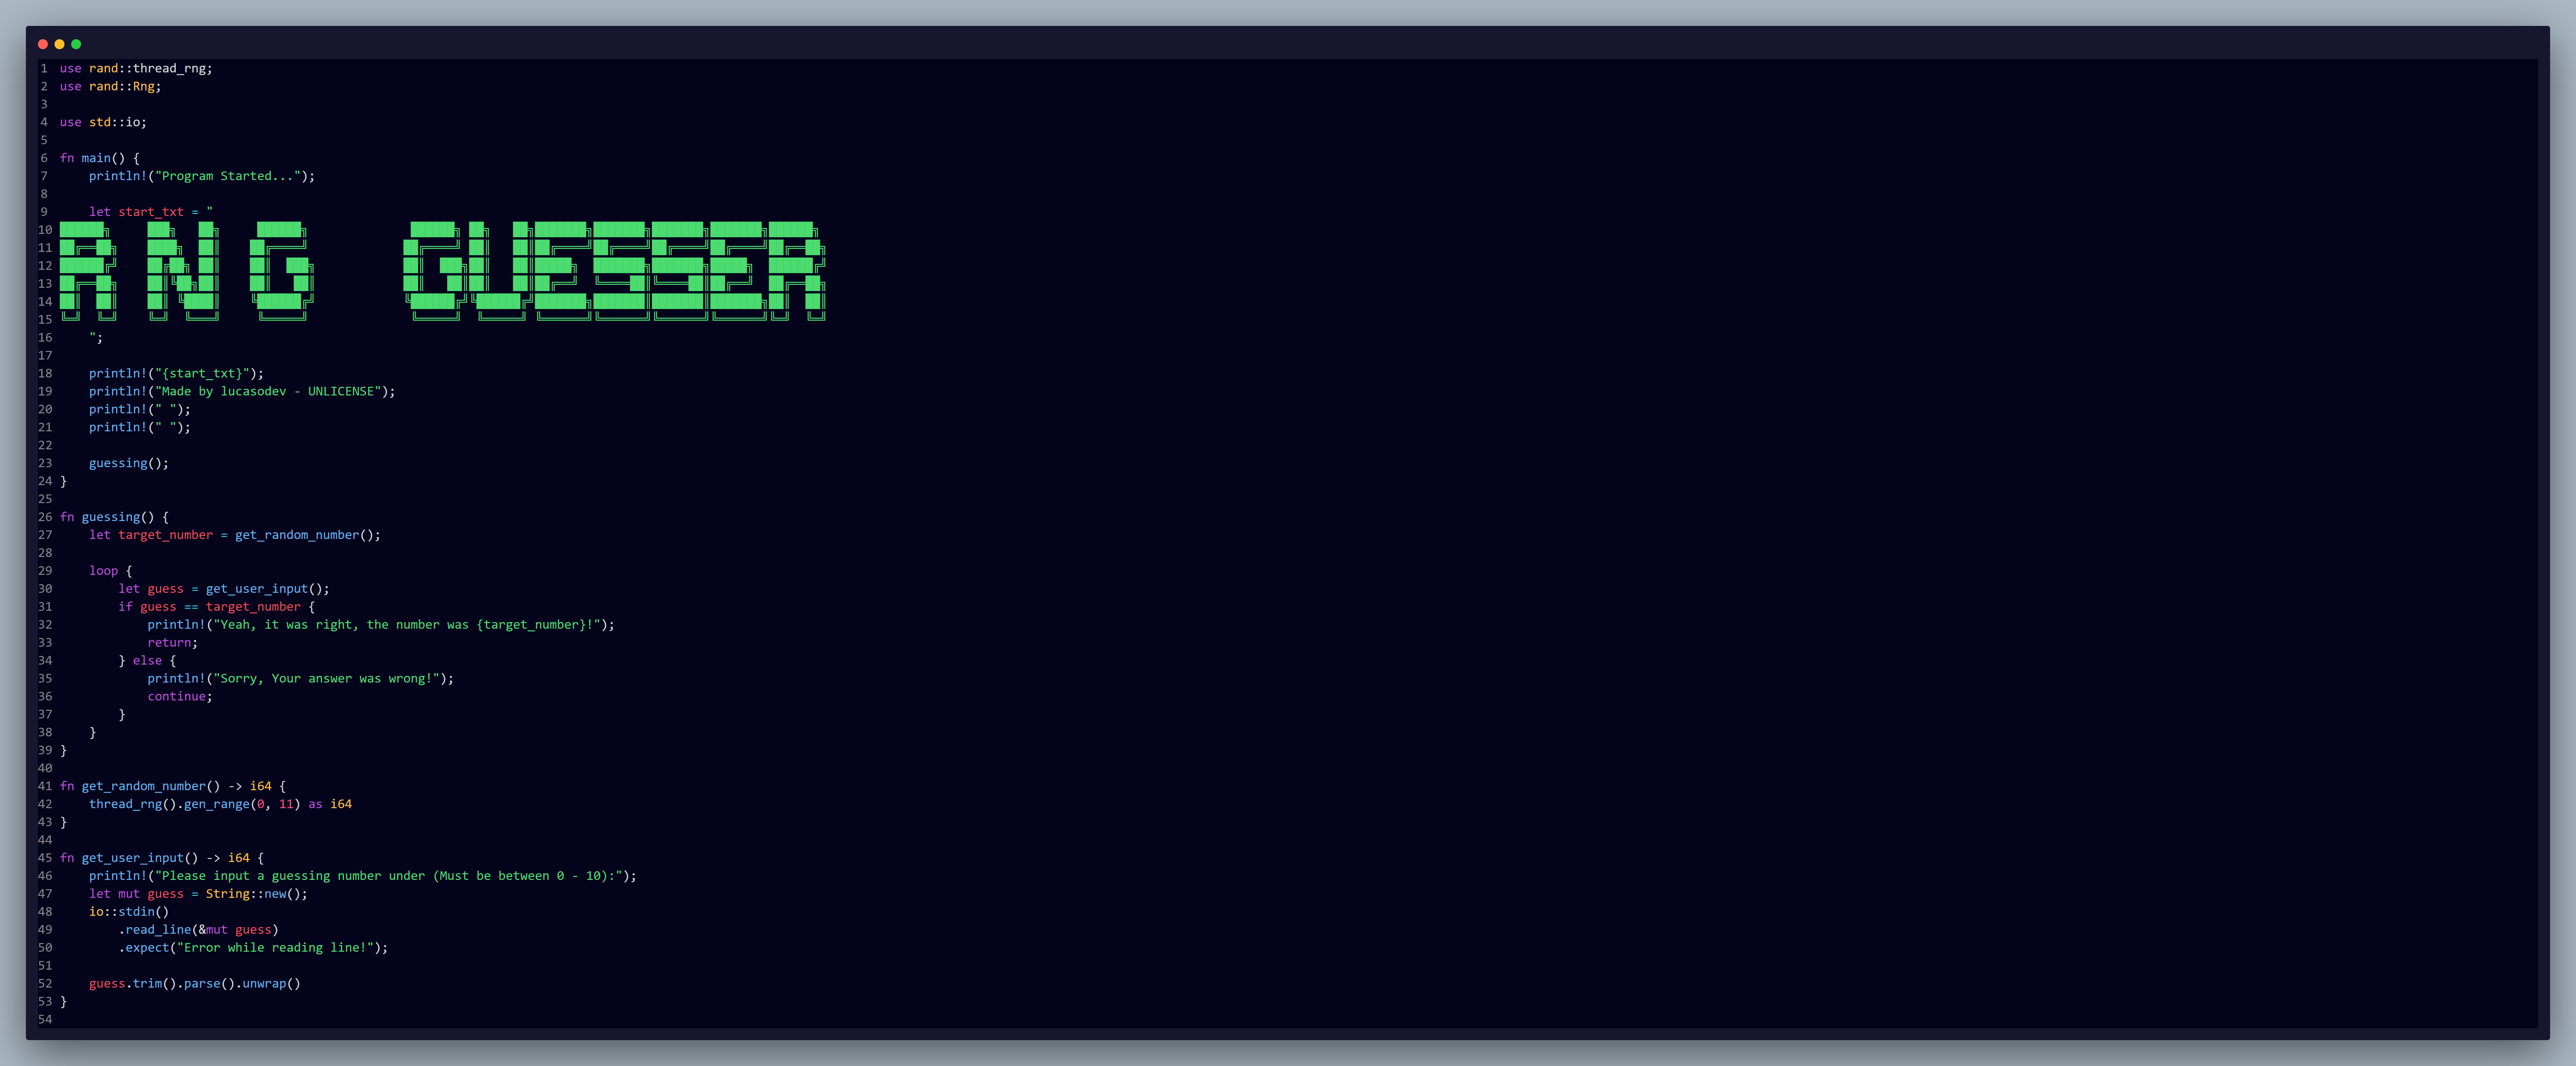 1 use rand::thread_rng;
2 use rand::Rng;
3
4 use std::io;
5
6 fn main() {
7     println!("Program Started...");
8
9     let start_txt = "
10 ██████╗     ███╗   ██╗     ██████╗              ██████╗ ██╗   ██╗███████╗███████╗███████╗███████╗██████╗
11 ██╔══██╗    ████╗  ██║    ██╔════╝             ██╔════╝ ██║   ██║██╔════╝██╔════╝██╔════╝██╔════╝██╔══██╗
12 ██████╔╝    ██╔██╗ ██║    ██║  ███╗            ██║  ███╗██║   ██║█████╗  ███████╗███████╗█████╗  ██████╔╝
13 ██╔══██╗    ██║╚██╗██║    ██║   ██║            ██║   ██║██║   ██║██╔══╝  ╚════██║╚════██║██╔══╝  ██╔══██╗
14 ██║  ██║    ██║ ╚████║    ╚██████╔╝            ╚██████╔╝╚██████╔╝███████╗███████║███████║███████╗██║  ██║
15 ╚═╝  ╚═╝    ╚═╝  ╚═══╝     ╚═════╝              ╚═════╝  ╚═════╝ ╚══════╝╚══════╝╚══════╝╚══════╝╚═╝  ╚═╝
16     ";
17
18     println!("{start_txt}");
19     println!("Made by lucasodev - UNLICENSE");
20     println!(" ");
21     println!(" ");
22
23     guessing();
24 }
25
26 fn guessing() {
27     let target_number = get_random_number();
28
29     loop {
30         let guess = get_user_input();
31         if guess == target_number {
32             println!("Yeah, it was right, the number was {target_number}!");
33             return;
34         } else {
35             println!("Sorry, Your answer was wrong!");
36             continue;
37         }
38     }
39 }
40
41 fn get_random_number() -> i64 {
42     thread_rng().gen_range(0, 11) as i64
43 }
44
45 fn get_user_input() -> i64 {
46     println!("Please input a guessing number under (Must be between 0 - 10):");
47     let mut guess = String::new();
48     io::stdin()
49         .read_line(&mut guess)
50         .expect("Error while reading line!");
51
52     guess.trim().parse().unwrap()
53 }
54